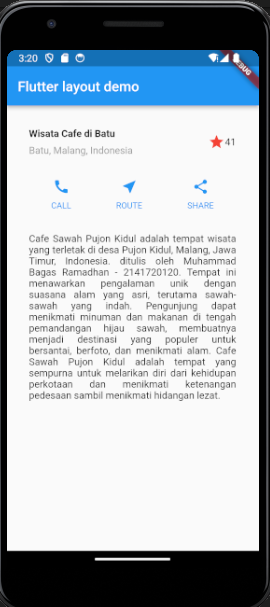 3:20
DEBUG
Flutter layout demo
Wisata Cafe di Batu
Batu, Malang, Indonesia
41
CALL ROUTE SHARE
Cafe Sawah Pujon Kidul adalah tempat wisata
yang terletak di desa Pujon Kidul, Malang, Jawa
Timur, Indonesia. ditulis oleh Muhammad
Bagas Ramadhan - 2141720120. Tempat ini
menawarkan pengalaman unik dengan
suasana alam yang asri, terutama sawah-
sawah yang indah. Pengunjung dapat
menikmati minuman dan makanan di tengah
pemandangan hijau sawah, membuatnya
menjadi destinasi yang populer untuk
bersantai, berfoto, dan menikmati alam. Cafe
Sawah Pujon Kidul adalah tempat yang
sempurna untuk melarikan diri dari kehidupan
perkotaan dan menikmati ketenangan
pedesaan sambil menikmati hidangan lezat.